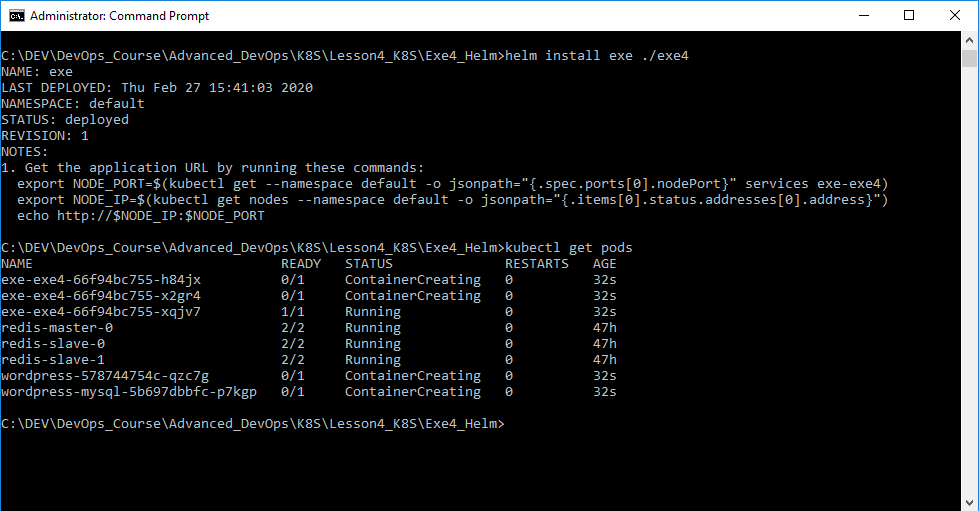 Administrator: Command Prompt
C:\DEV\DevOps_Course\Advanced_DevOps\K8S\Lesson4_K8S\Exe4_Helm>helm install exe ./exe4
NAME: exe
LAST DEPLOYED: Thu Feb 27 15:41:03 2020
NAMESPACE: default
STATUS: deployed
REVISION: 1
NOTES:
1. Get the application URL by running these commands:
  export NODE_PORT=$(kubectl get --namespace default -o jsonpath="{.spec.ports[0].nodePort}" services exe-exe4)
  export NODE_IP=$(kubectl get nodes --namespace default -o jsonpath="{.items[0].status.addresses[0].address}")
  echo http://$NODE_IP:$NODE_PORT
C:\DEV\DevOps_Course\Advanced_DevOps\K8S\Lesson4_K8S\Exe4_Helm>kubectl get pods
NAME                               READY   STATUS              RESTARTS   AGE
exe-exe4-66f94bc755-h84jx          0/1     ContainerCreating   0          32s
exe-exe4-66f94bc755-x2gr4          0/1     ContainerCreating   0          32s
exe-exe4-66f94bc755-xqjv7          1/1     Running             0          32s
redis-master-0                     2/2     Running             0          47h
redis-slave-0                      2/2     Running             0          47h
redis-slave-1                      2/2     Running             0          47h
wordpress-578744754c-qzc7g         0/1     ContainerCreating   0          32s
wordpress-mysql-5b697dbbfc-p7kgp   0/1     ContainerCreating   0          32s
C:\DEV\DevOps_Course\Advanced_DevOps\K8S\Lesson4_K8S\Exe4_Helm>